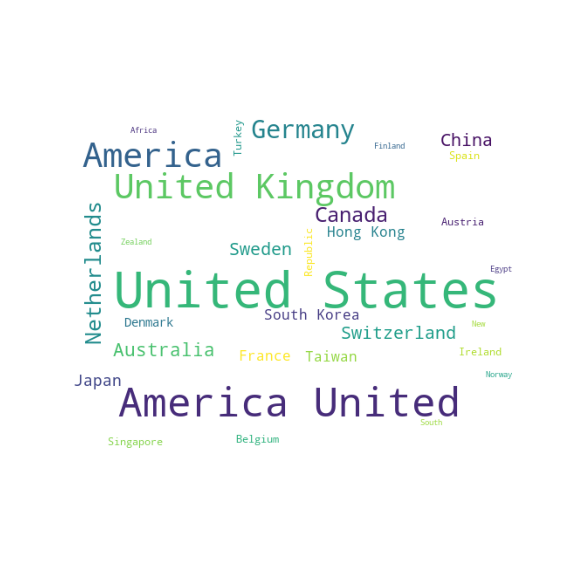 Africa
Turkey
Germany
Finland
China
America
Spain
United Kingdom
Canada
Austria
Netherlands
Hong Kong
Zealand
Sweden
Republic
Egypt
United States
Denmark
South Korea
New
Switzerland
Australia
France
Taiwan
Ireland
Japan
Norway
America United
South
Singapore
Belgium